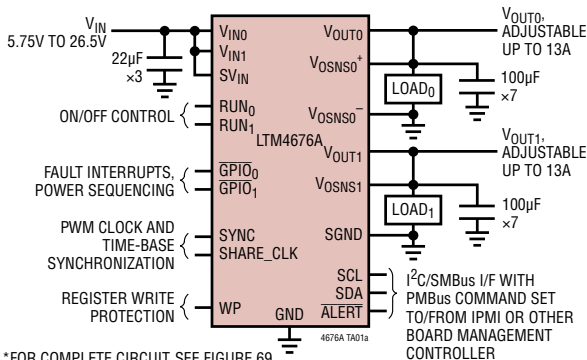 VIN
5.75V TO 26.5V
22µF
×3
ON/OFF CONTROL
FAULT INTERRUPTS,
POWER SEQUENCING
PWM CLOCK AND
TIME-BASE
SYNCHRONIZATION
REGISTER WRITE
PROTECTION
VIN0
VIN1
SVIN
RUN0
RUN1
GPIO0
GPIO1
SYNC
SHARE_CLK
WP
LTM4676A
GND
VOUT0
VOSNS0+
VOSNS0–
VOUT1
VOSNS1
SGND
SCL
SDA
ALERT
LOAD0
LOAD1
VOUT0,
ADJUSTABLE
UP TO 13A
100µF
×7
VOUT1,
ADJUSTABLE
UP TO 13A
100µF
×7
I2C/SMBus I/F WITH
PMBus COMMAND SET
TO/FROM IPMI OR OTHER
BOARD MANAGEMENT
CONTROLLER
4676A TA01a
*FOR COMPLETE CIRCUIT, SEE FIGURE 69